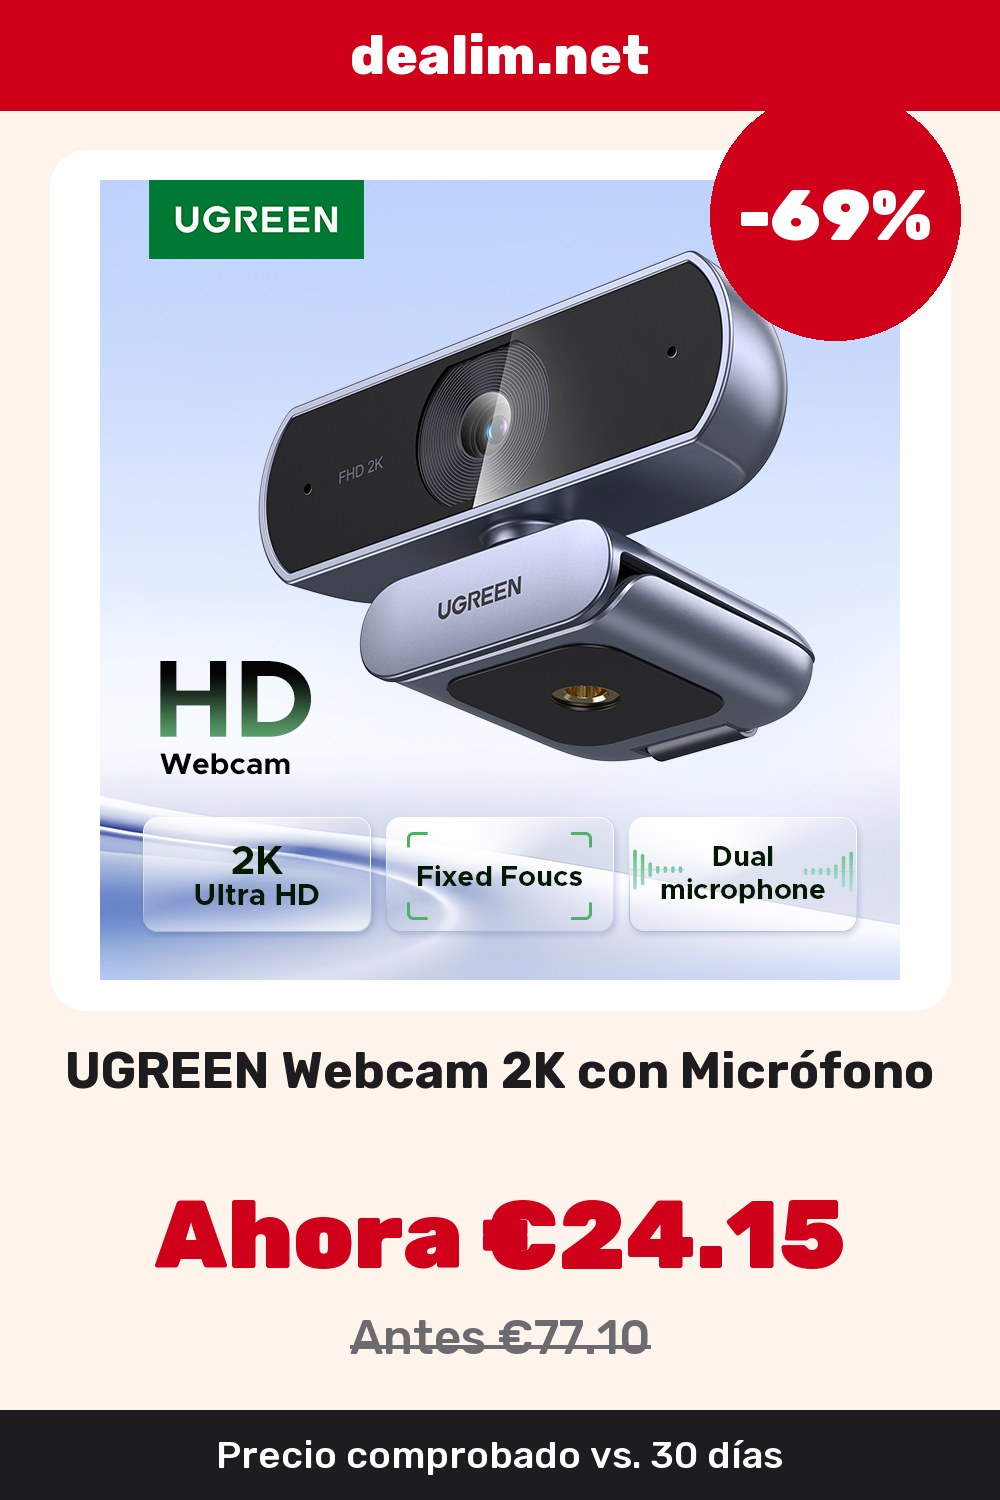 dealim.net
-69%
UGREEN
FHD 2K
UGREEN
HD
Webcam
2K
Ultra HD
Fixed Foucs
Dual
microphone
UGREEN Webcam 2K con Micrófono
Ahora €24.15
Antes €77.10
Precio comprobado vs. 30 días